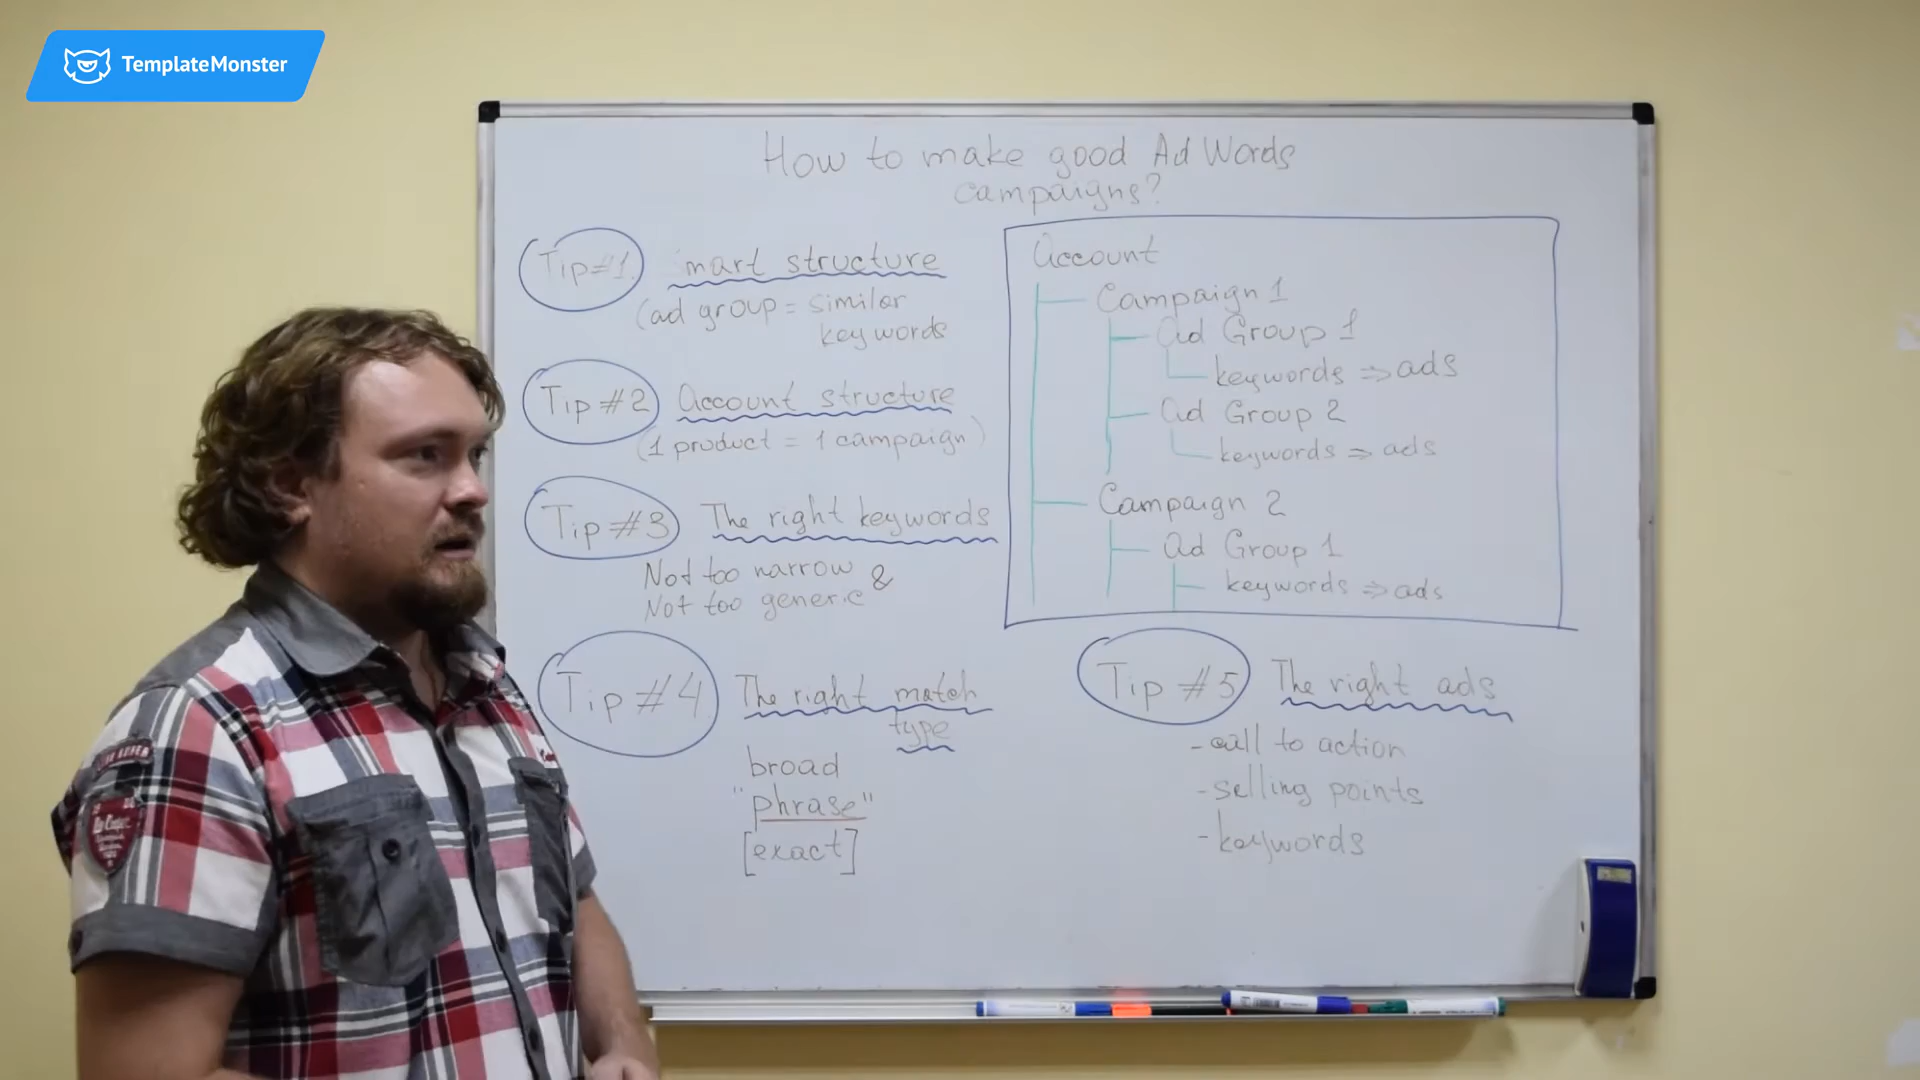 TemplateMonster
How to make good AdWords
campaigns?
Tip #1
Smart structure
(ad group = similar
keywords
Tip #2
Account structure
(1 product = 1 campaign)
Tip #3
The right keywords
Not too narrow &
Not too generic
Tip #4
The right match
type
broad
"phrase"
[exact]
Account
Campaign 1
ad Group 1
keywords => ads
ad Group 2
keywords => ads
Campaign 2
ad Group 1
keywords => ads
Tip #5
The right ads
- call to action
- selling points
- keywords